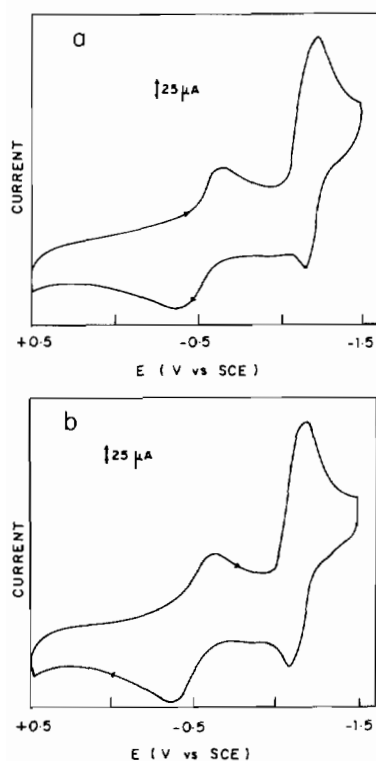 a
25 μA
CURRENT
+0.5 -0.5 -1.5
E ( V vs SCE)
b
25 μA
CURRENT
+0.5 -0.5 -1.5
E ( V vs SCE)